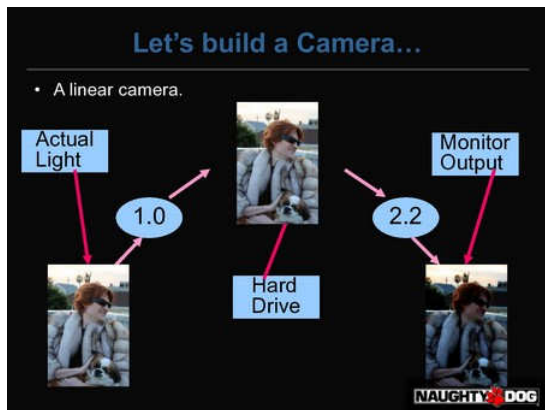 Let's build a Camera…
• A linear camera.
Actual
Light
Monitor
Output
1.0
2.2
Hard
Drive
NAUGHTY DOG